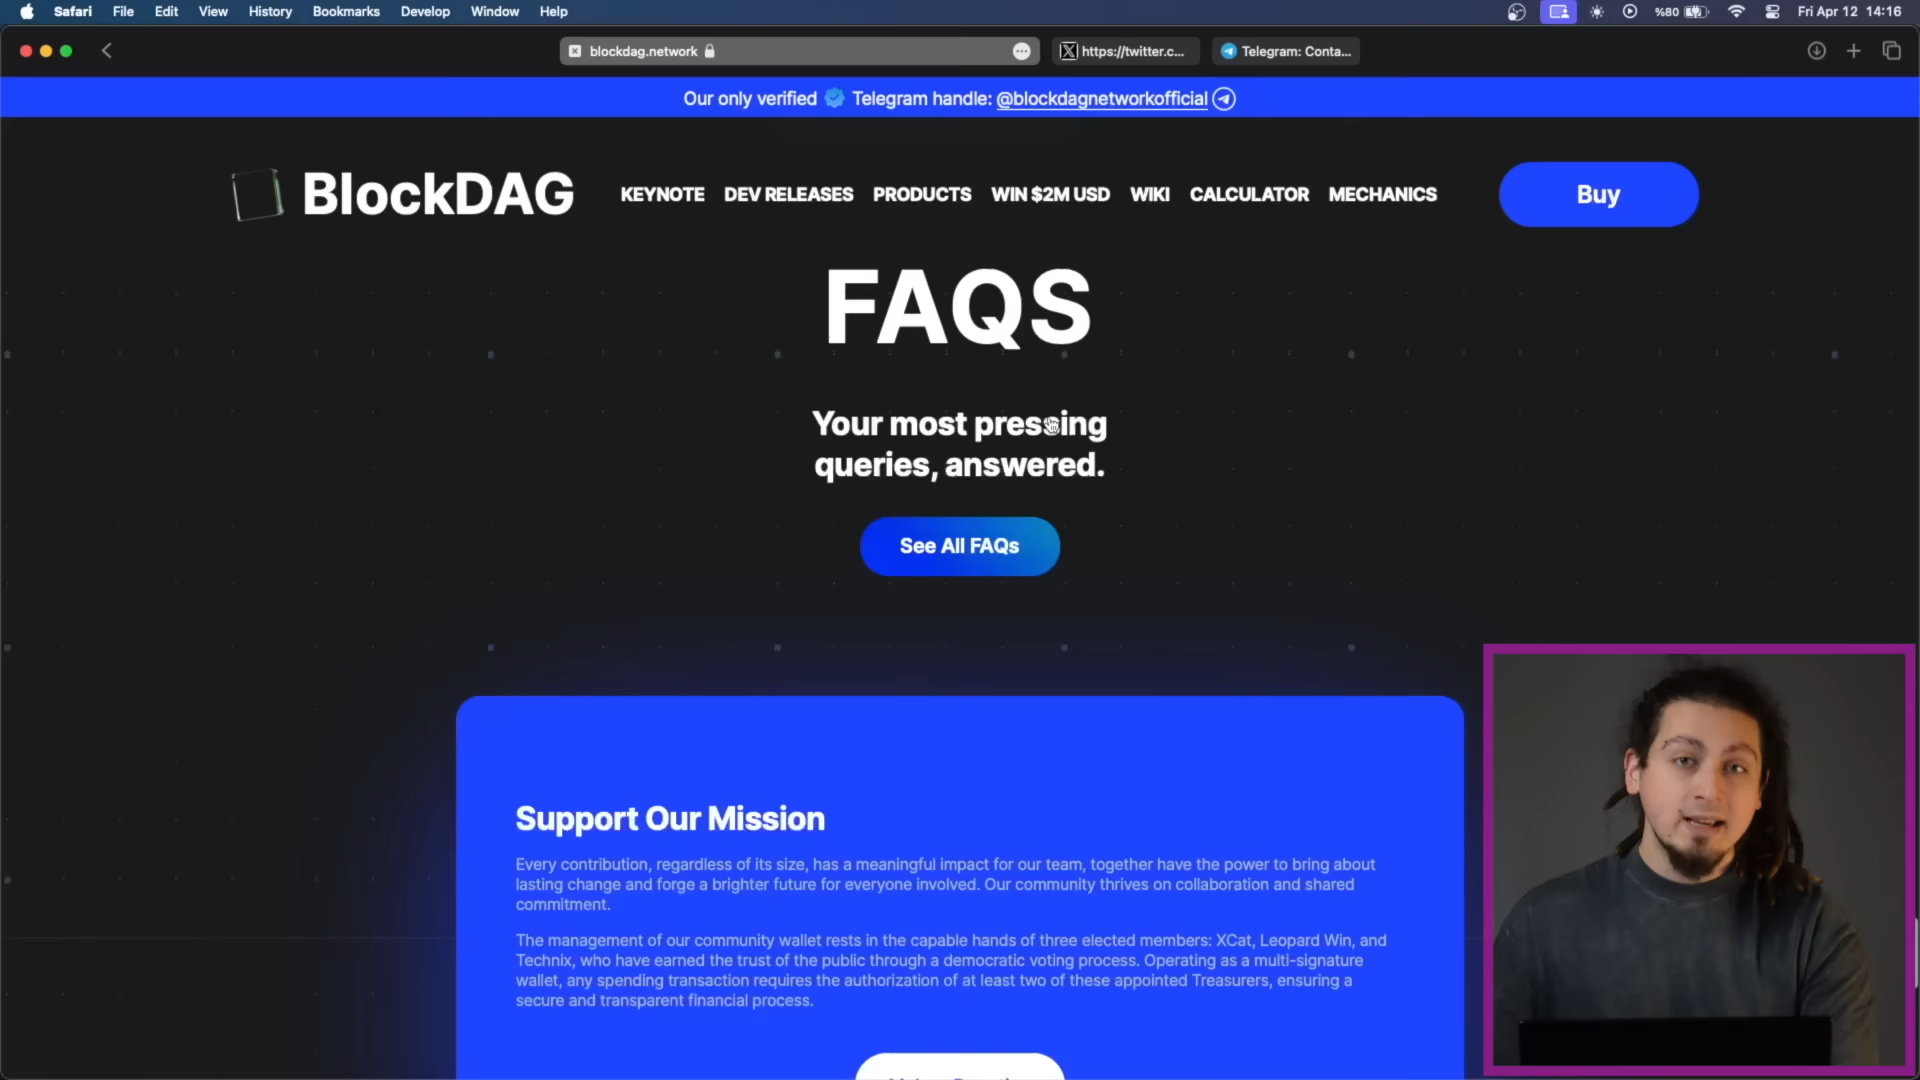 Safari File Edit View History Bookmarks Develop Window Help %80 Fri Apr 12 14:16
blockdag.network https://twitter.c... Telegram: Conta...
Our only verified Telegram handle: @blockdagnetworkofficial
BlockDAG KEYNOTE DEV RELEASES PRODUCTS WIN $2M USD WIKI CALCULATOR MECHANICS Buy
FAQS
Your most pressing
queries, answered.
See All FAQs
Support Our Mission
Every contribution, regardless of its size, has a meaningful impact for our team, together have the power to bring about
lasting change and forge a brighter future for everyone involved. Our community thrives on collaboration and shared
commitment.
The management of our community wallet rests in the capable hands of three elected members: XCat, Leopard Win, and
Technix, who have earned the trust of the public through a democratic voting process. Operating as a multi-signature
wallet, any spending transaction requires the authorization of at least two of these appointed Treasurers, ensuring a
secure and transparent financial process.